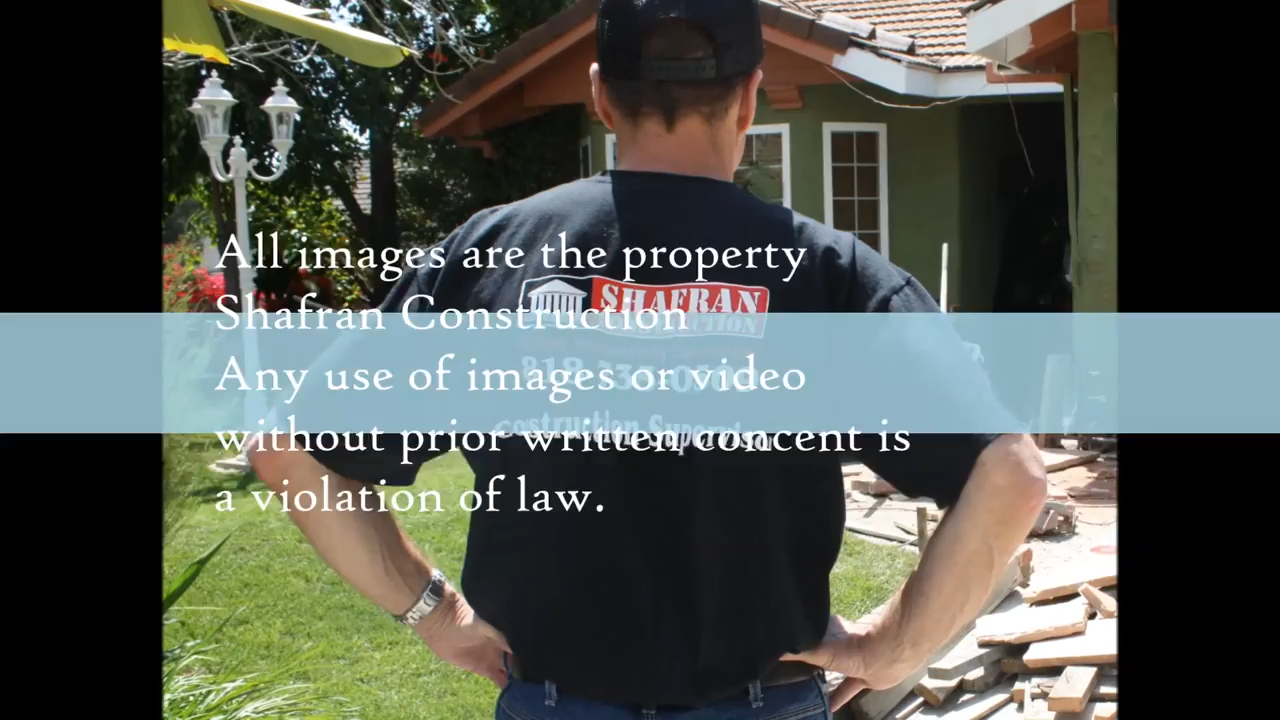 All images are the property
SHAFRAN
Shafran Construction
Any use of images or video
without prior written concent is
a violation of law.